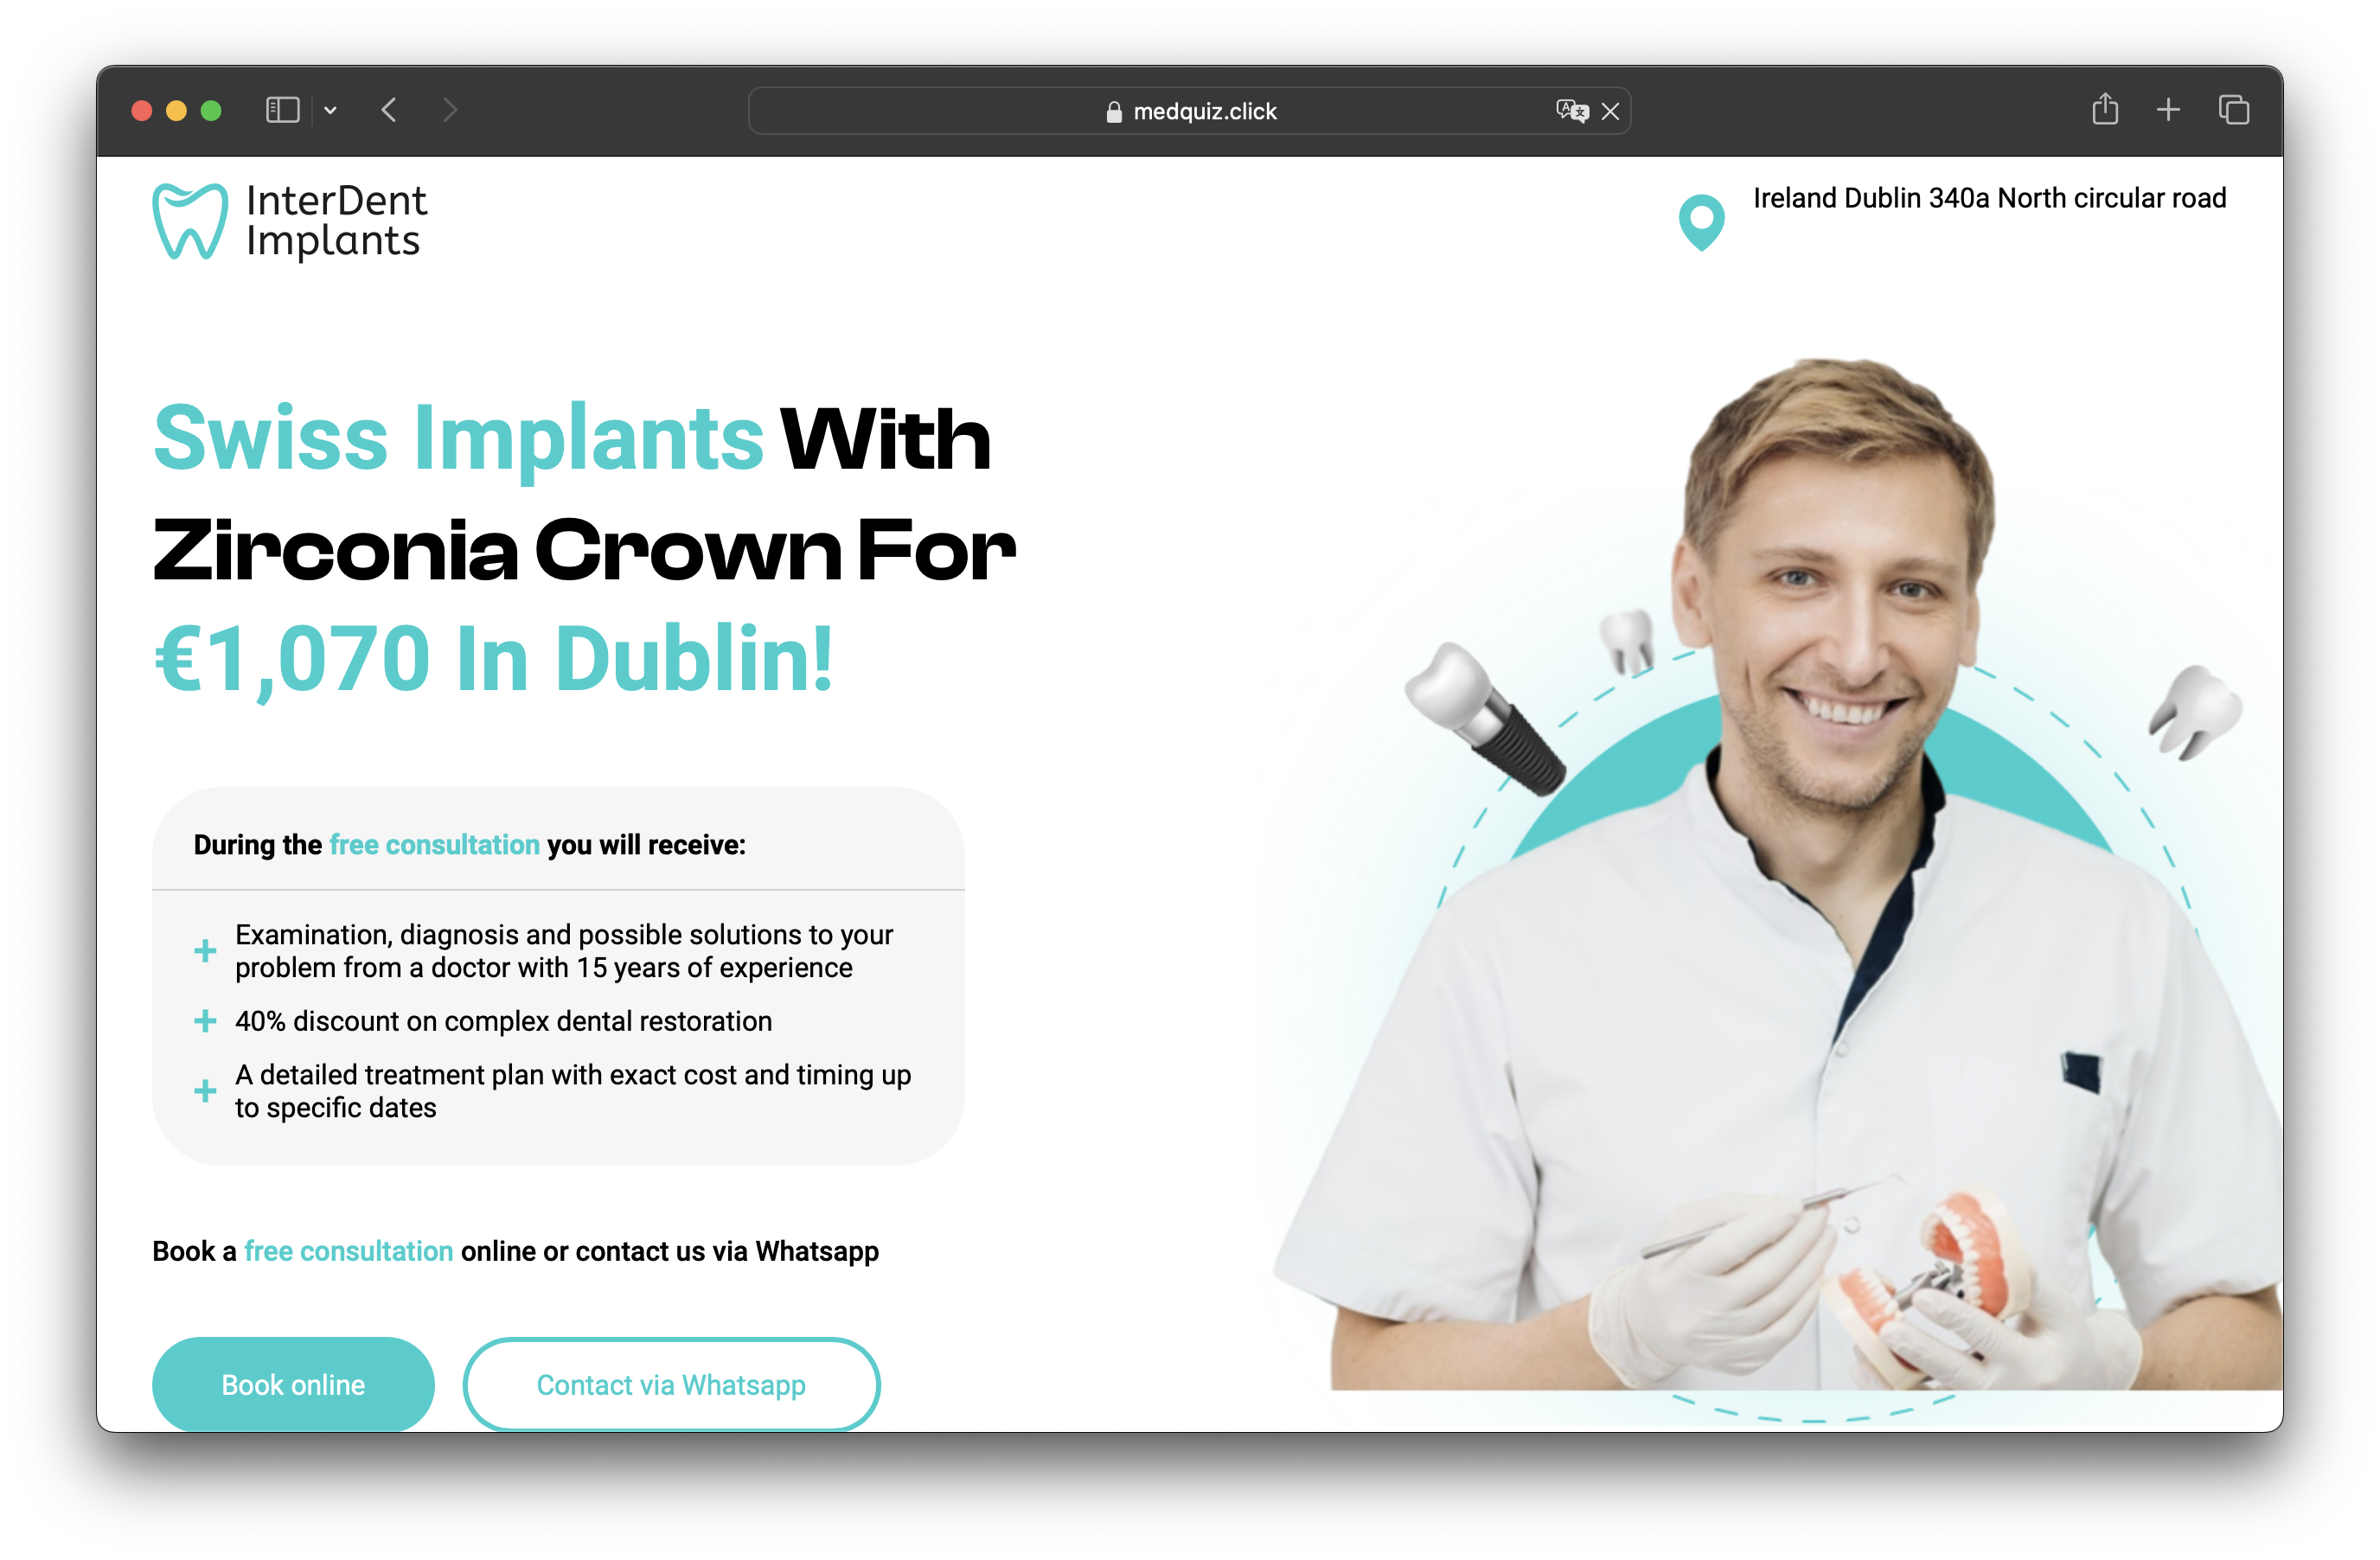 medquiz.click
InterDent
Implants
Ireland Dublin 340a North circular road
Swiss Implants With
Zirconia Crown For
€1,070 In Dublin!
During the free consultation you will receive:
+ Examination, diagnosis and possible solutions to your
problem from a doctor with 15 years of experience
+ 40% discount on complex dental restoration
+ A detailed treatment plan with exact cost and timing up
to specific dates
Book a free consultation online or contact us via Whatsapp
Book online
Contact via Whatsapp